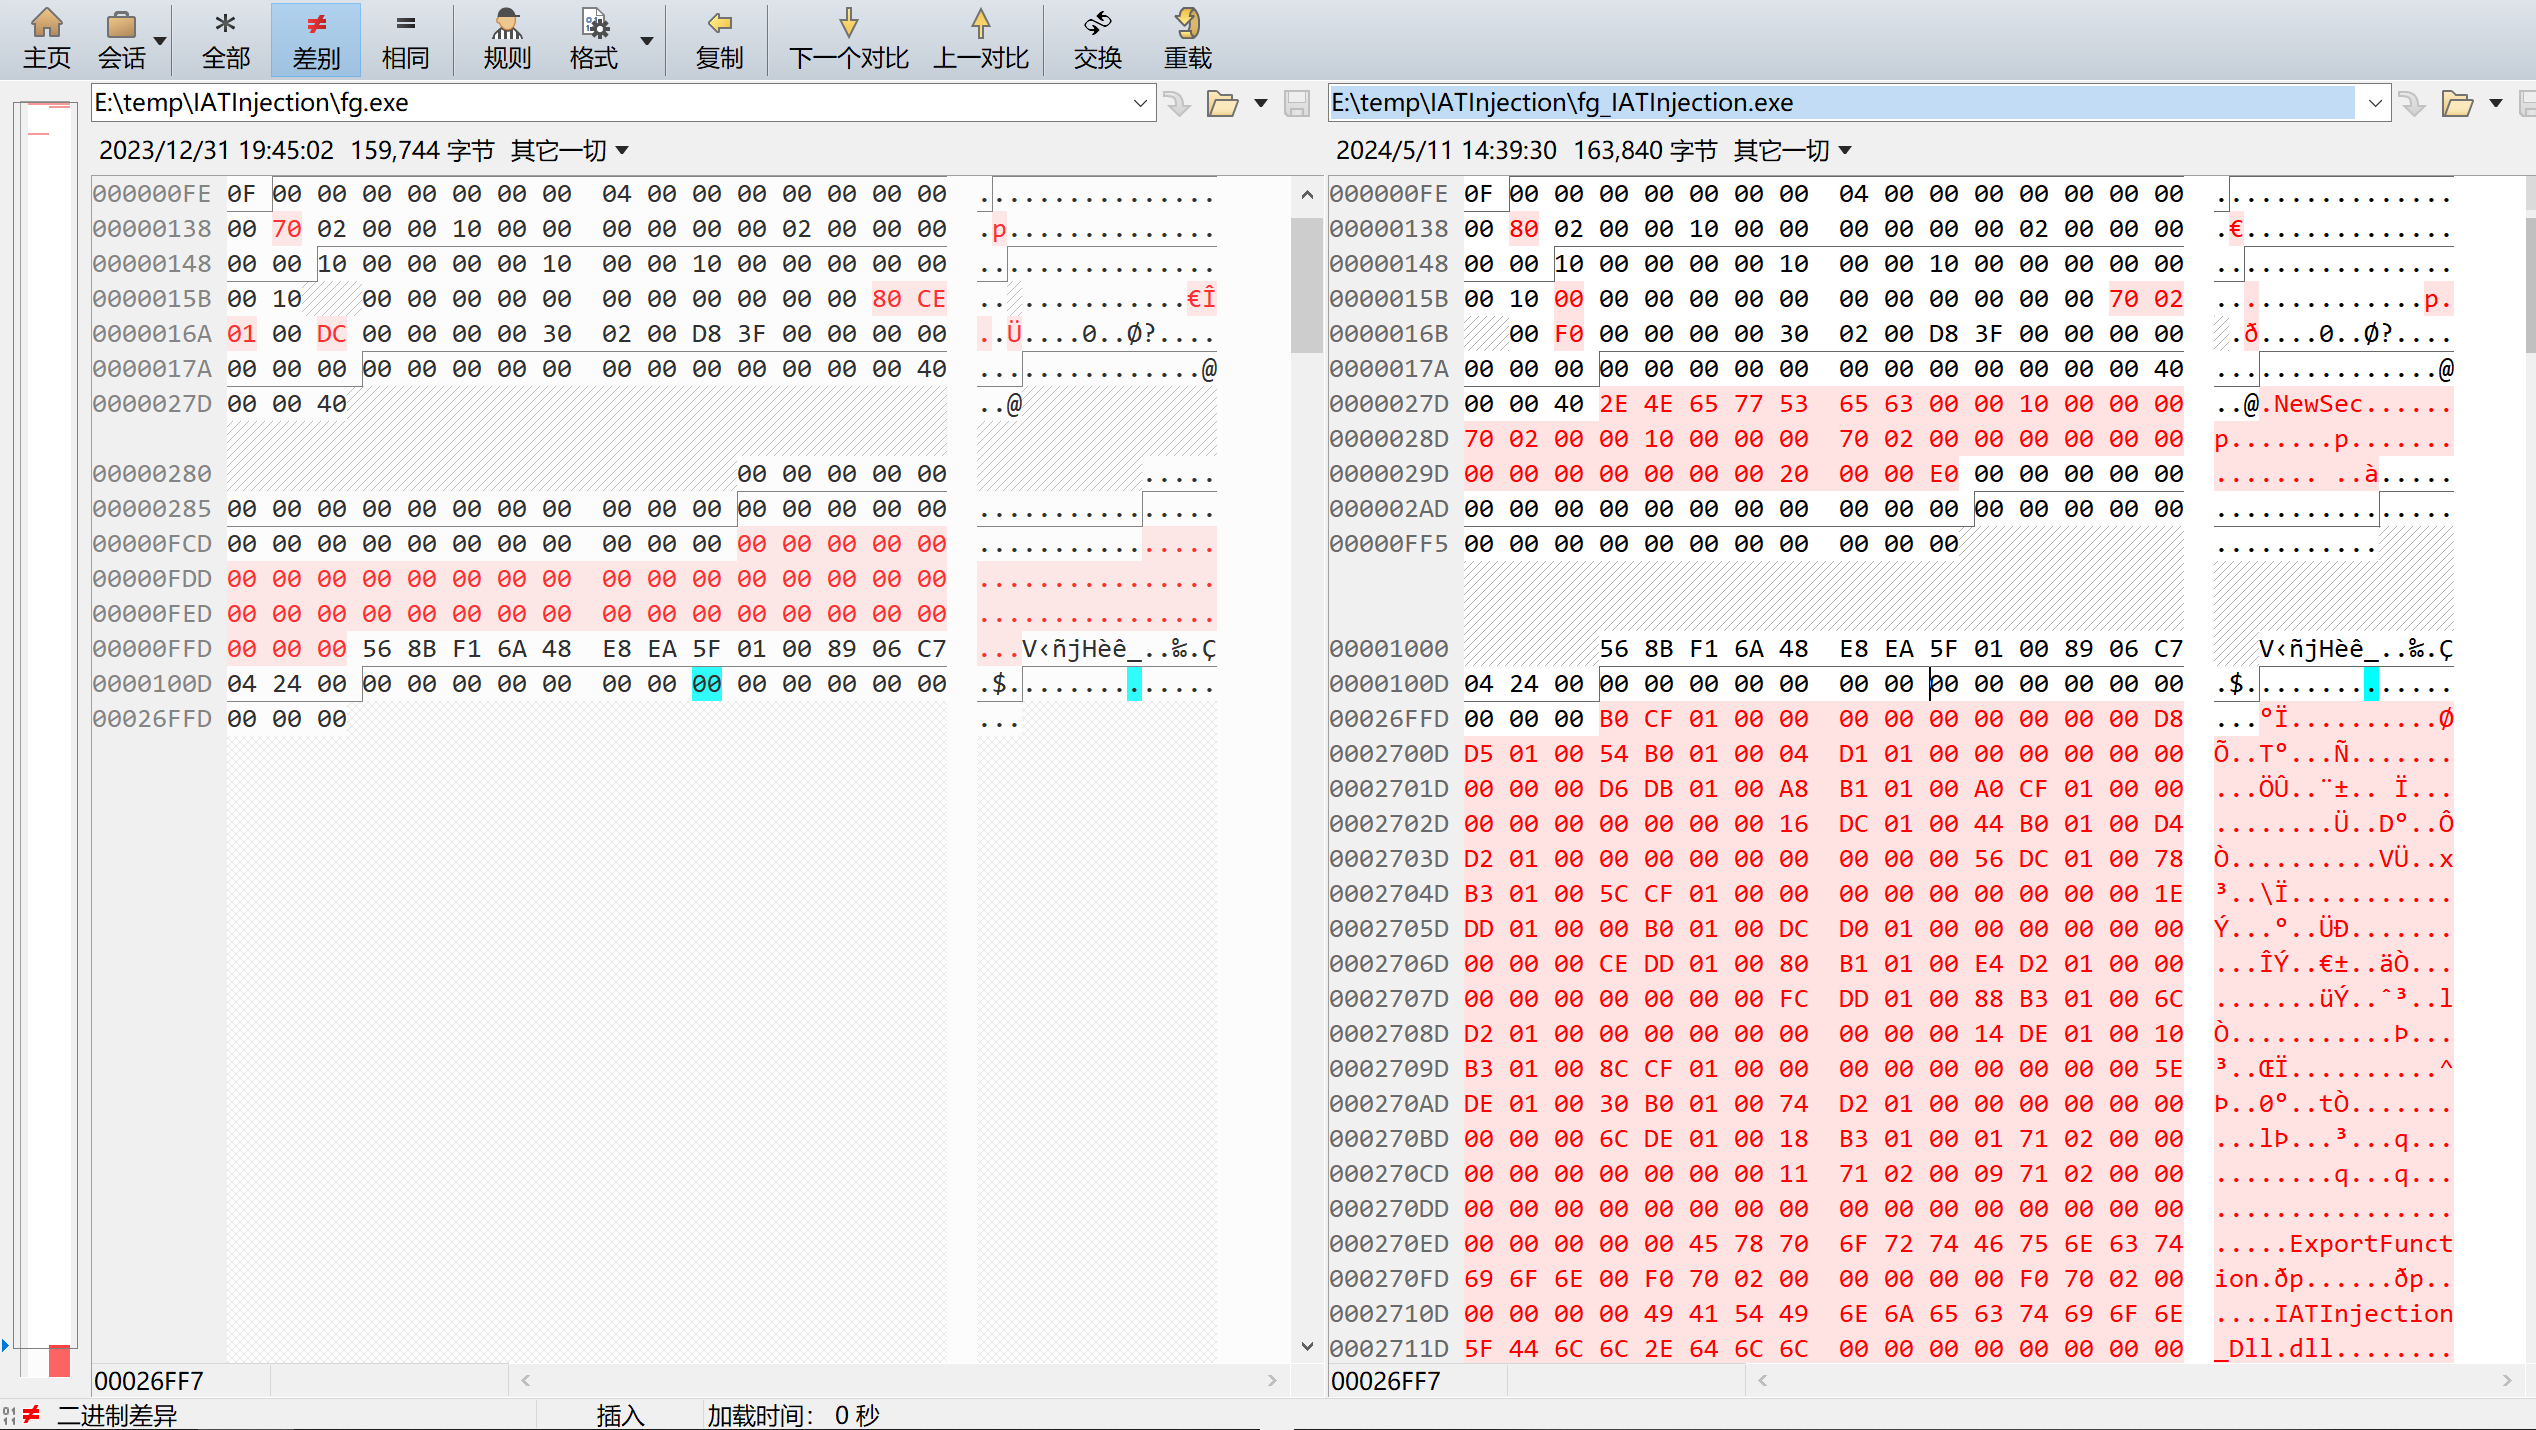 主页 会话 全部 差别 相同 规则 格式 复制 下一个对比 上一对比 交换 重载
E:\temp\IATInjection\fg.exe
2023/12/31 19:45:02 159,744 字节 其它一切
000000FE 0F 00 00 00 00 00 00 00 04 00 00 00 00 00 00 00 ................
00000138 00 70 02 00 00 10 00 00 00 00 00 00 02 00 00 00 .p..............
00000148 00 00 10 00 00 00 00 10 00 00 10 00 00 00 00 00 ................
0000015B 00 10 00 00 00 00 00 00 00 00 00 00 00 80 CE .............€Î
0000016A 01 00 DC 00 00 00 00 30 02 00 D8 3F 00 00 00 00 ..Ü....0..Ø?....
0000017A 00 00 00 00 00 00 00 00 00 00 00 00 00 00 00 40 ...............@
0000027D 00 00 40 ..@
00000280 00 00 00 00 00 .....
00000285 00 00 00 00 00 00 00 00 00 00 00 00 00 00 00 00 ................
00000FCD 00 00 00 00 00 00 00 00 00 00 00 00 00 00 00 00 ................
00000FDD 00 00 00 00 00 00 00 00 00 00 00 00 00 00 00 00 ................
00000FED 00 00 00 00 00 00 00 00 00 00 00 00 00 00 00 00 ................
00000FFD 00 00 00 56 8B F1 6A 48 E8 EA 5F 01 00 89 06 C7 ...V‹ñjHèê_..‰.Ç
0000100D 04 24 00 00 00 00 00 00 00 00 00 00 00 00 00 00 .$..............
00026FFD 00 00 00 ...
00026FF7
E:\temp\IATInjection\fg_IATInjection.exe
2024/5/11 14:39:30 163,840 字节 其它一切
000000FE 0F 00 00 00 00 00 00 00 04 00 00 00 00 00 00 00 ................
00000138 00 80 02 00 00 10 00 00 00 00 00 00 02 00 00 00 .€..............
00000148 00 00 10 00 00 00 00 10 00 00 10 00 00 00 00 00 ................
0000015B 00 10 00 00 00 00 00 00 00 00 00 00 00 00 70 02 ..............p.
0000016B 00 F0 00 00 00 00 30 02 00 D8 3F 00 00 00 00 .ð....0..Ø?....
0000017A 00 00 00 00 00 00 00 00 00 00 00 00 00 00 00 40 ...............@
0000027D 00 00 40 2E 4E 65 77 53 65 63 00 00 10 00 00 00 ..@.NewSec......
0000028D 70 02 00 00 10 00 00 00 70 02 00 00 00 00 00 00 p.......p.......
0000029D 00 00 00 00 00 00 00 20 00 00 E0 00 00 00 00 00 ....... ..à.....
000002AD 00 00 00 00 00 00 00 00 00 00 00 00 00 00 00 00 ................
00000FF5 00 00 00 00 00 00 00 00 00 00 00 ...........
00001000 56 8B F1 6A 48 E8 EA 5F 01 00 89 06 C7 V‹ñjHèê_..‰.Ç
0000100D 04 24 00 00 00 00 00 00 00 00 00 00 00 00 00 00 .$..............
00026FFD 00 00 00 B0 CF 01 00 00 00 00 00 00 00 00 00 D8 ...°Ï..........Ø
0002700D D5 01 00 54 B0 01 00 04 D1 01 00 00 00 00 00 00 Õ..T°...Ñ.......
0002701D 00 00 00 D6 DB 01 00 A8 B1 01 00 A0 CF 01 00 00 ...ÖÛ..¨±.. Ï...
0002702D 00 00 00 00 00 00 00 16 DC 01 00 44 B0 01 00 D4 ........Ü..D°..Ô
0002703D D2 01 00 00 00 00 00 00 00 00 00 56 DC 01 00 78 Ò..........VÜ..x
0002704D B3 01 00 5C CF 01 00 00 00 00 00 00 00 00 00 1E ³..\Ï...........
0002705D DD 01 00 00 B0 01 00 DC D0 01 00 00 00 00 00 00 Ý...°..ÜÐ.......
0002706D 00 00 00 CE DD 01 00 80 B1 01 00 E4 D2 01 00 00 ...ÎÝ..€±..äÒ...
0002707D 00 00 00 00 00 00 00 FC DD 01 00 88 B3 01 00 6C .......üÝ..ˆ³..l
0002708D D2 01 00 00 00 00 00 00 00 00 00 14 DE 01 00 10 Ò...........Þ...
0002709D B3 01 00 8C CF 01 00 00 00 00 00 00 00 00 00 5E ³..ŒÏ..........^
000270AD DE 01 00 30 B0 01 00 74 D2 01 00 00 00 00 00 00 Þ..0°..tÒ.......
000270BD 00 00 00 6C DE 01 00 18 B3 01 00 01 71 02 00 00 ...lÞ...³...q...
000270CD 00 00 00 00 00 00 00 11 71 02 00 09 71 02 00 00 ........q...q...
000270DD 00 00 00 00 00 00 00 00 00 00 00 00 00 00 00 00 ................
000270ED 00 00 00 00 00 45 78 70 6F 72 74 46 75 6E 63 74 .....ExportFunct
000270FD 69 6F 6E 00 F0 70 02 00 00 00 00 00 F0 70 02 00 ion.ðp......ðp..
0002710D 00 00 00 00 49 41 54 49 6E 6A 65 63 74 69 6F 6E ....IATInjection
0002711D 5F 44 6C 6C 2E 64 6C 6C 00 00 00 00 00 00 00 00 _Dll.dll........
00026FF7
二进制差异 插入 加载时间： 0 秒